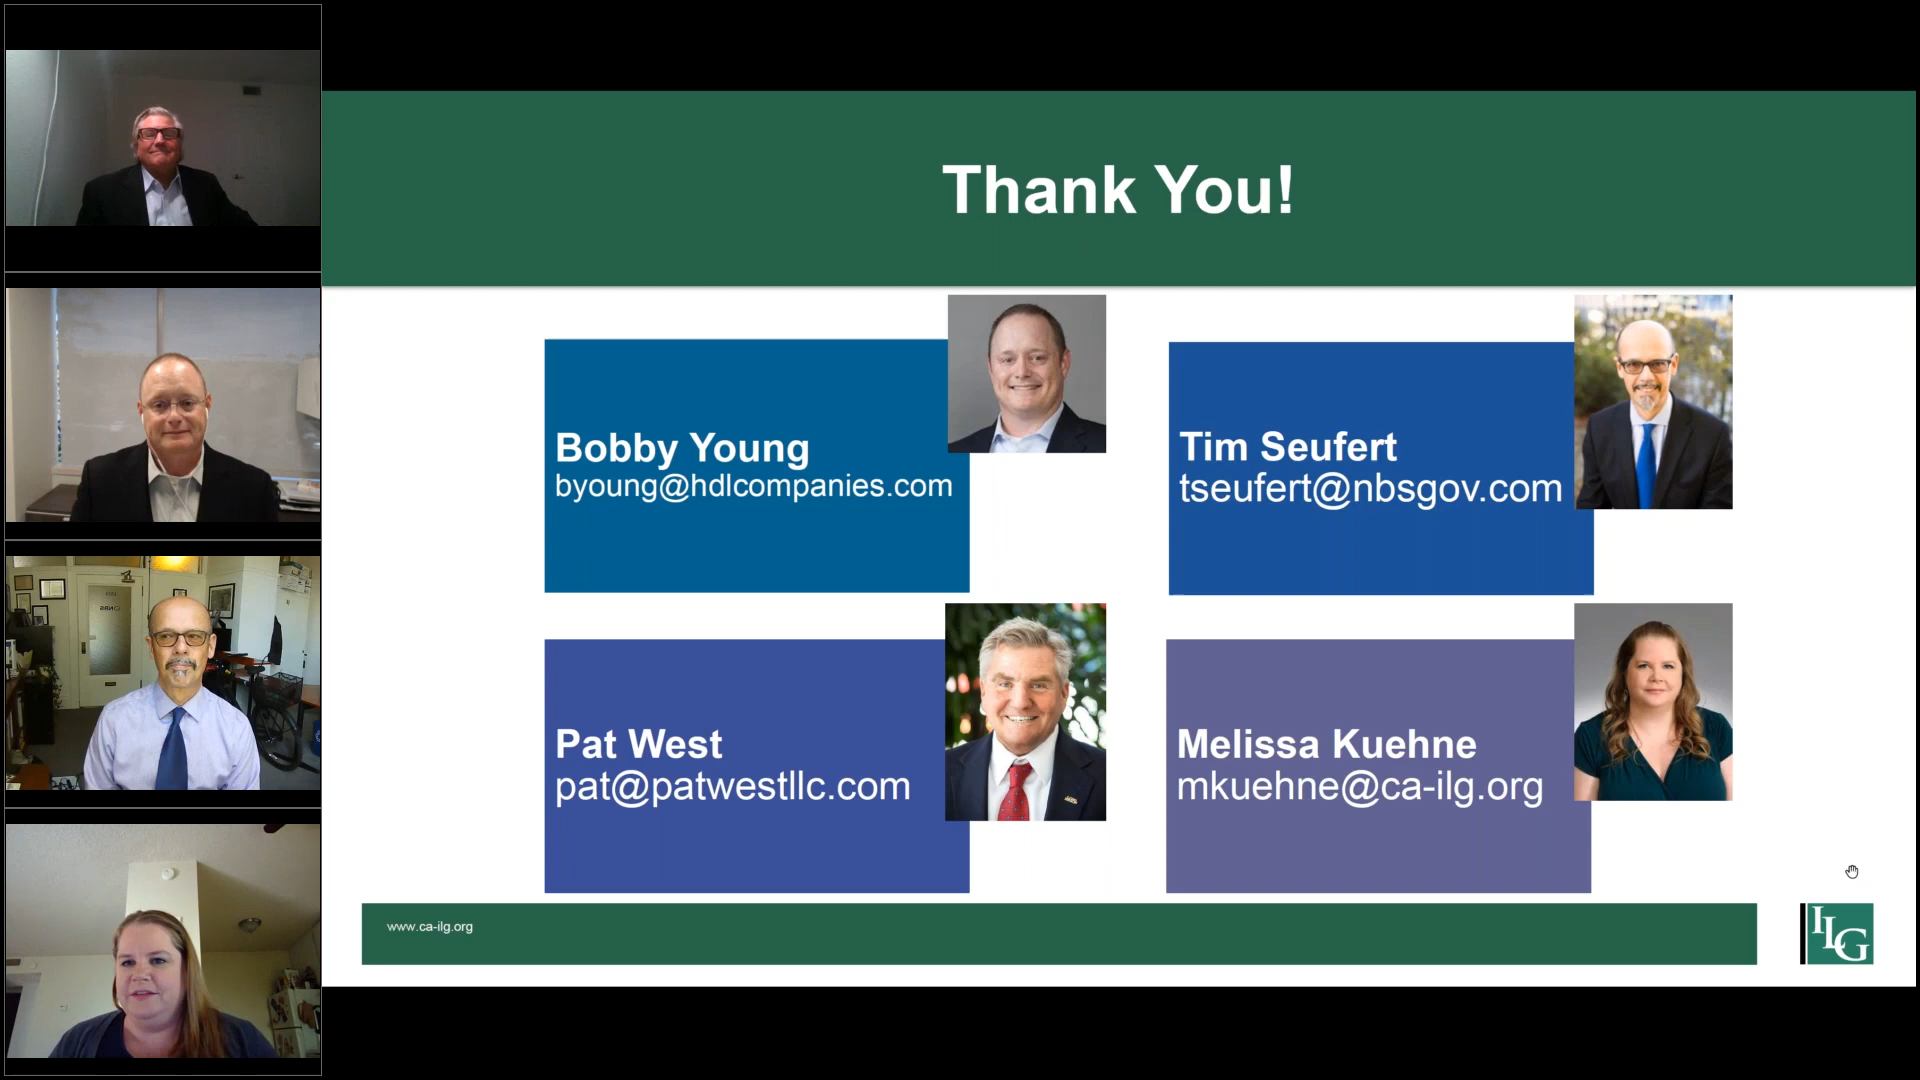 Thank You!
Bobby Young
byoung@hdlcompanies.com
Tim Seufert
tseufert@nbsgov.com
Pat West
pat@patwestllc.com
Melissa Kuehne
mkuehne@ca-ilg.org
www.ca-ilg.org
ILG